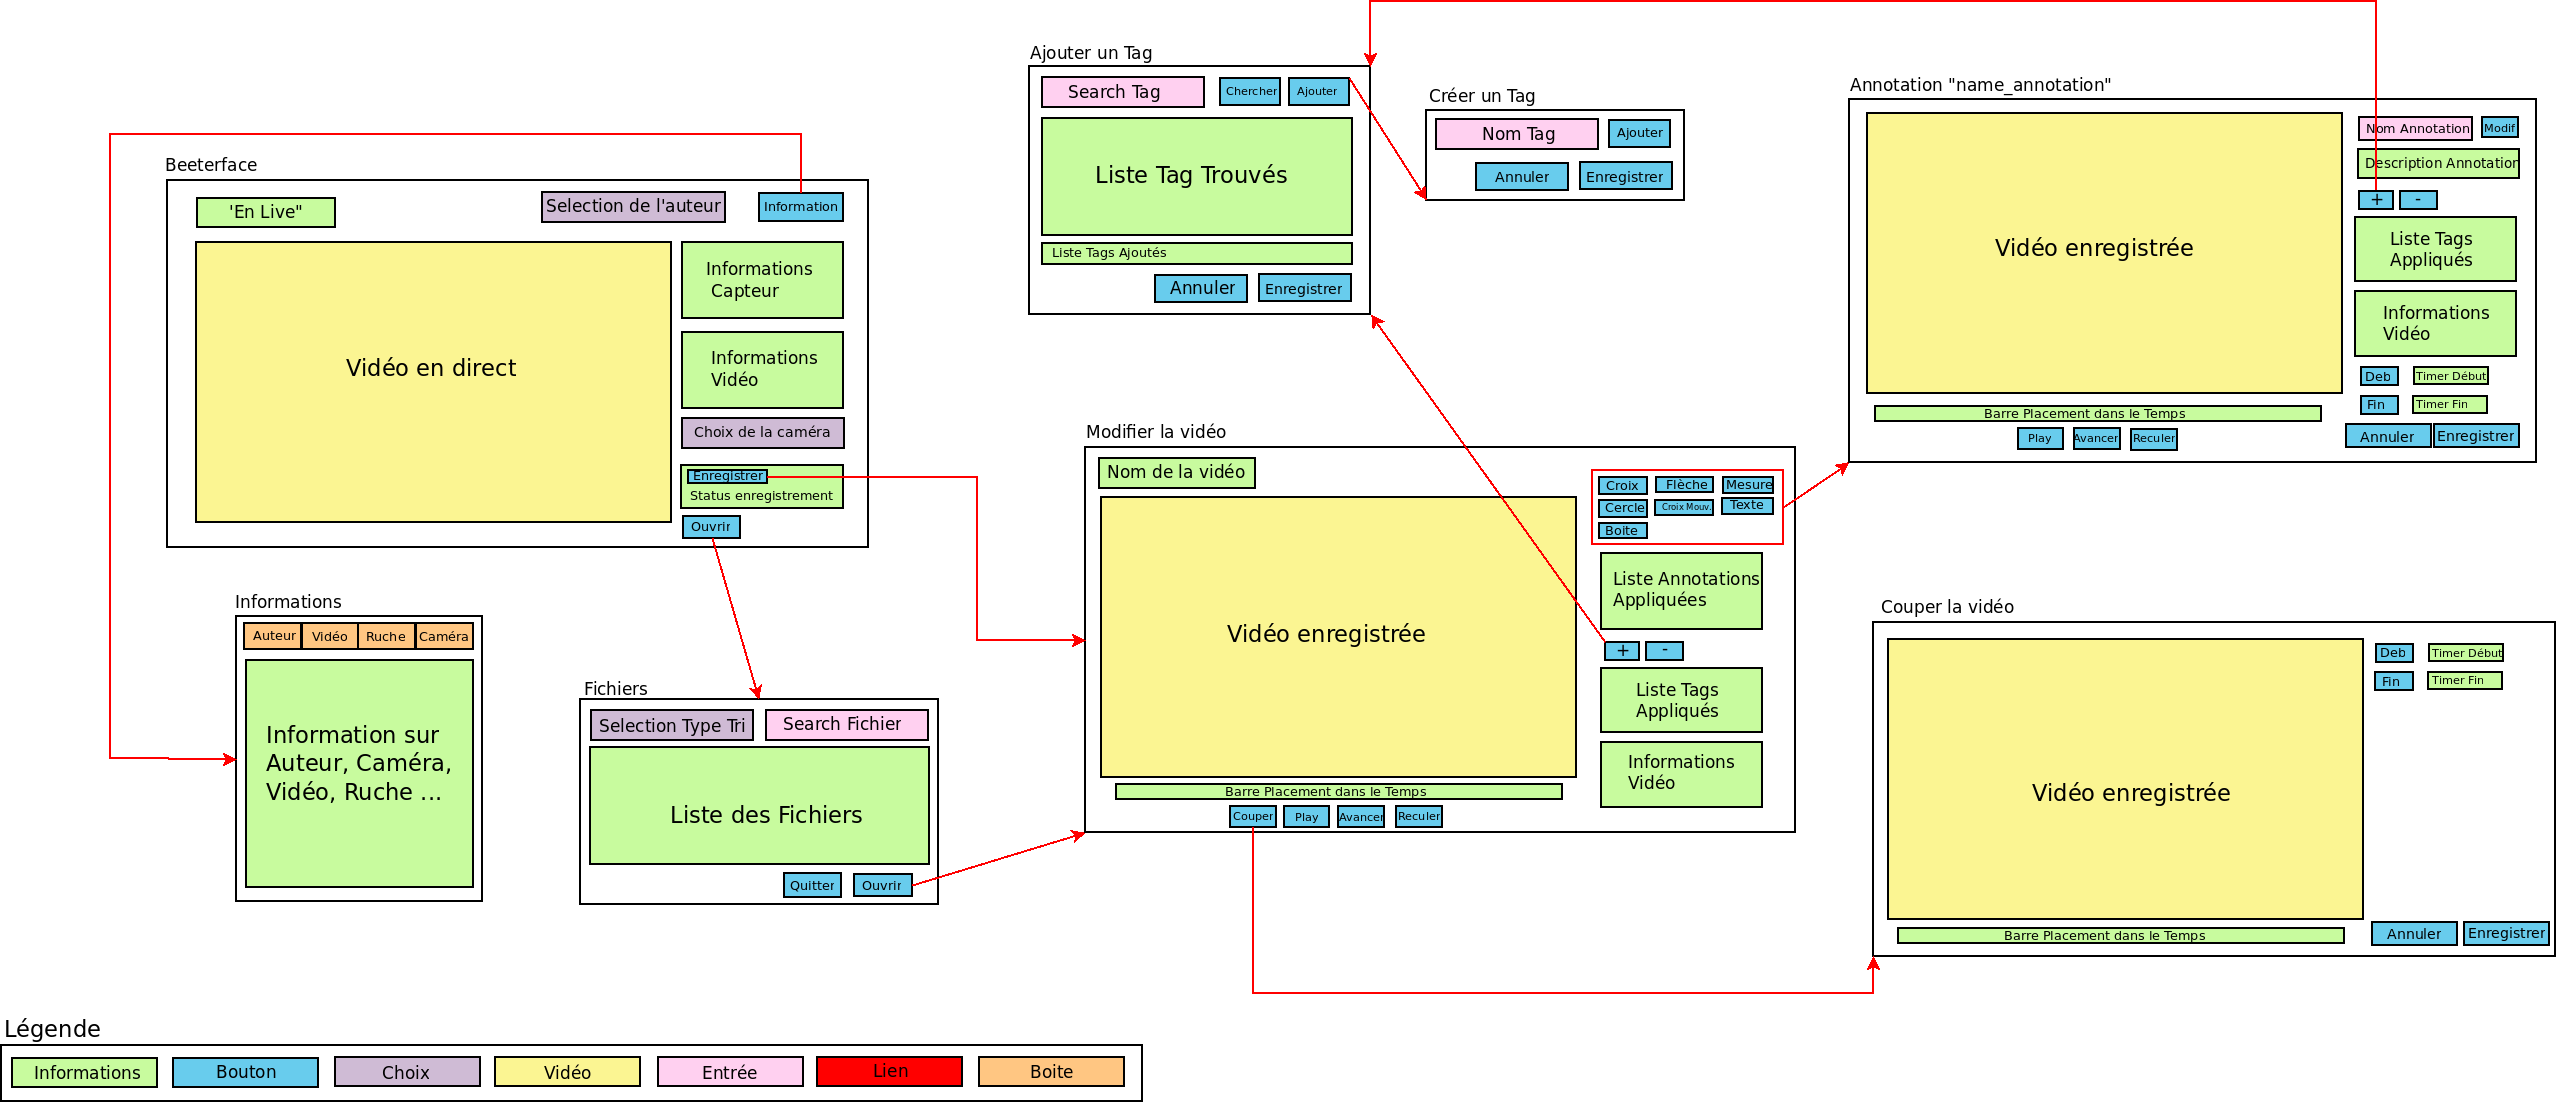 Beeterface
'En Live"
Selection de l'auteur
Information
Vidéo en direct
Informations
Capteur
Informations
Vidéo
Choix de la caméra
Enregistrer
Status enregistrement
Ouvrir
Informations
Auteur
Vidéo
Ruche
Caméra
Information sur
Auteur, Caméra,
Vidéo, Ruche ...
Fichiers
Selection Type Tri
Search Fichier
Liste des Fichiers
Quitter
Ouvrir
Ajouter un Tag
Search Tag
Chercher
Ajouter
Liste Tag Trouvés
Liste Tags Ajoutés
Annuler
Enregistrer
Créer un Tag
Nom Tag
Ajouter
Annuler
Enregistrer
Modifier la vidéo
Nom de la vidéo
Vidéo enregistrée
Croix
Flèche
Mesure
Cercle
Croix Mouv.
Texte
Boite
Liste Annotations
Appliquées
+
-
Liste Tags
Appliqués
Informations
Vidéo
Barre Placement dans le Temps
Couper
Play
Avancer
Reculer
Annotation "name_annotation"
Vidéo enregistrée
Nom Annotation
Modif
Description Annotation
+
-
Liste Tags
Appliqués
Informations
Vidéo
Deb
Timer Début
Fin
Timer Fin
Barre Placement dans le Temps
Play
Avancer
Reculer
Annuler
Enregistrer
Couper la vidéo
Vidéo enregistrée
Deb
Timer Début
Fin
Timer Fin
Barre Placement dans le Temps
Annuler
Enregistrer
Légende
Informations
Bouton
Choix
Vidéo
Entrée
Lien
Boite